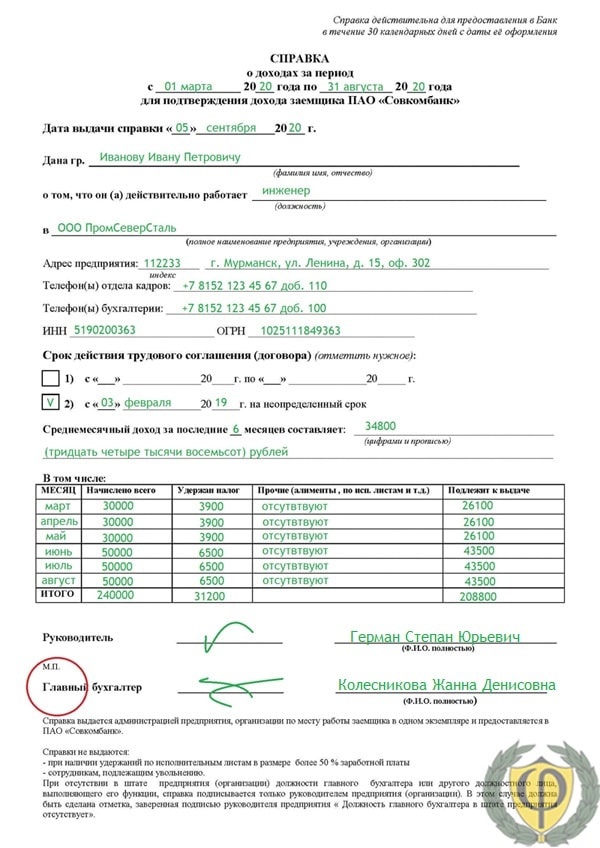 Справка действительна для предоставления в Банк
в течение 30 календарных дней с даты её оформления
СПРАВКА
о доходах за период
с 01 марта 20 20 года по 31 августа 20 20 года
для подтверждения дохода заемщика ПАО «Совкомбанк»
Дата выдачи справки «05» сентября 2020 г.
Дана гр. Иванову Ивану Петровичу
(фамилия имя, отчество)
о том, что он (а) действительно работает инженер
(должность)
в ООО ПромСеверСталь
(полное наименование предприятия, учреждения, организации)
Адрес предприятия: 112233 г. Мурманск, ул. Ленина, д. 15, оф. 302
индекс
Телефон(ы) отдела кадров: +7 8152 123 45 67 доб. 110
Телефон(ы) бухгалтерии: +7 8152 123 45 67 доб. 100
ИНН 5190200363 ОГРН 1025111849363
Срок действия трудового соглашения (договора) (отметить нужное):
1) с «___» ____________ 20____г. по «___» ____________ 20____ г.
V 2) с «03» февраля 20 19 г. на неопределенный срок
Среднемесячный доход за последние 6 месяцев составляет: 34800
(цифрами и прописью)
(тридцать четыре тысячи восемьсот) рублей
В том числе:
МЕСЯЦ Начислено всего Удержан налог Прочие (алименты , по исп. листам и т.д.) Подлежит к выдаче
март 30000 3900 отсутвтвуют 26100
апрель 30000 3900 отсутвтвуют 26100
май 30000 3900 отсутвтвуют 26100
июнь 50000 6500 отсутвтвуют 43500
июль 50000 6500 отсутвтвуют 43500
август 50000 6500 отсутвтвуют 43500
ИТОГО 240000 31200 208800
Руководитель Герман Степан Юрьевич
(Ф.И.О. полностью)
М.П.
Главный бухгалтер Колесникова Жанна Денисовна
(Ф.И.О. полностью)
Справка выдается администрацией предприятия, организации по месту работы заемщика в одном экземпляре и предоставляется в
ПАО «Совкомбанк».
Справки не выдаются:
- при наличии удержаний по исполнительным листам в размере более 50 % заработной платы
- сотрудникам, подлежащим увольнению.
При отсутствии в штате предприятия (организации) должности главного бухгалтера или другого должностного лица,
выполняющего его функции, справка подписывается только руководителем предприятия (организации). В этом случае должна
быть сделана отметка, заверенная подписью руководителя предприятия « Должность главного бухгалтера в штате предприятия
отсутствует».